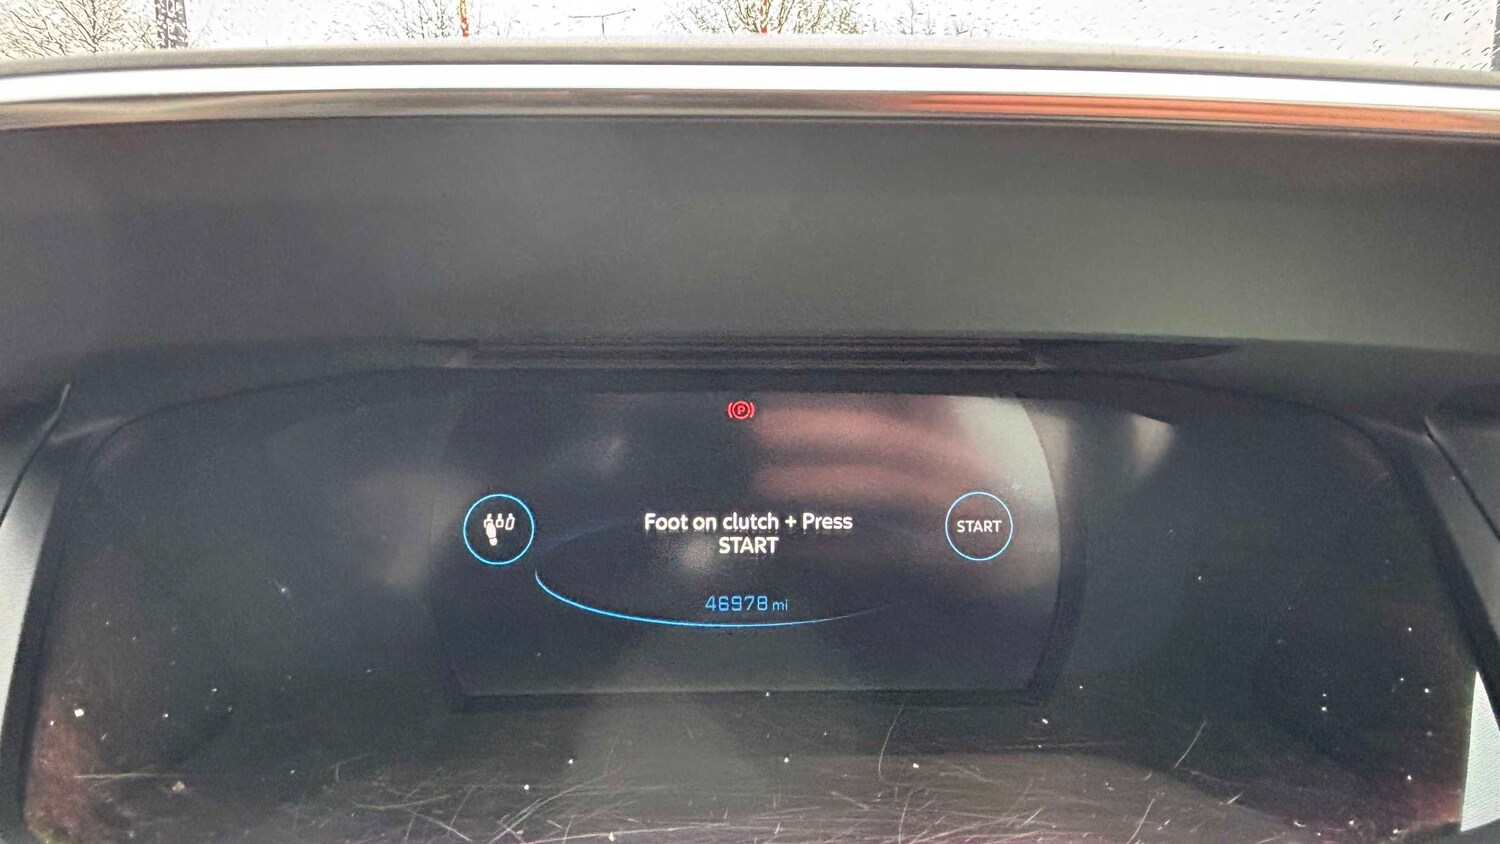 P
Foot on clutch + Press
START
START
46978 mi